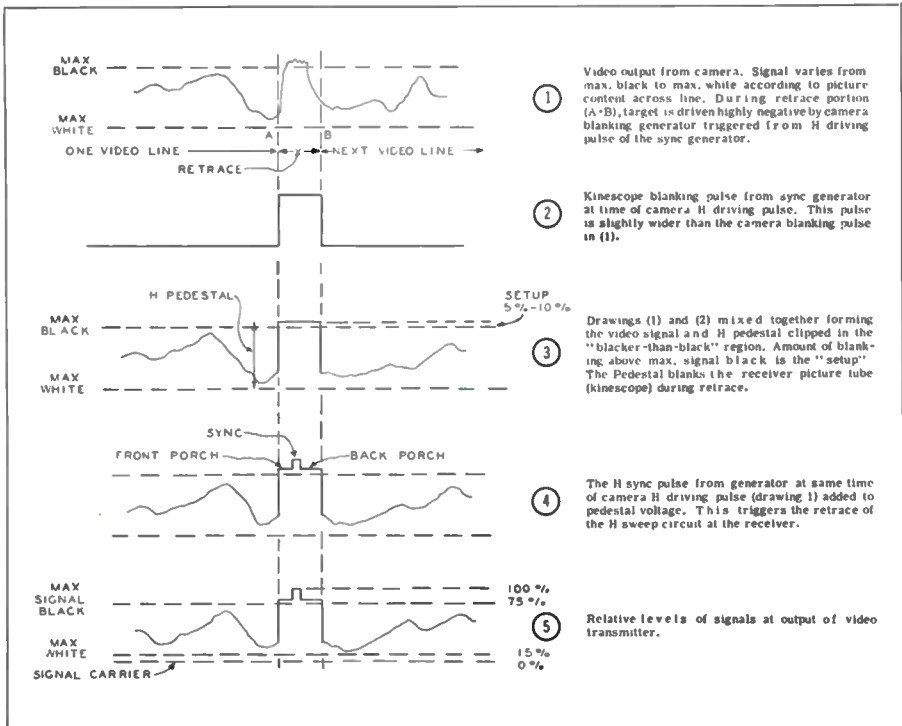 MAX
BLACK
MAX
WHITE
A
B
ONE VIDEO LINE
NEXT VIDEO LINE
RETRACE
1
Video output from camera. Signal varies from
max. black to max. white according to picture
content across line. During retrace portion
(A-B), target is driven highly negative by camera
blanking generator triggered from H driving
pulse of the sync generator.
2
Kinescope blanking pulse from sync generator
at time of camera H driving pulse. This pulse
is slightly wider than the camera blanking pulse
in (1).
H PEDESTAL
SETUP
5%-10%
MAX
BLACK
MAX
WHITE
3
Drawings (1) and (2) mixed together forming
the video signal and H pedestal clipped in the
"blacker-than-black" region. Amount of blank-
ing above max. signal black is the "setup"
The Pedestal blanks the receiver picture tube
(kinescope) during retrace.
SYNC
FRONT PORCH
BACK PORCH
4
The H sync pulse from generator at same time
of camera H driving pulse (drawing 1) added to
pedestal voltage. This triggers the retrace of
the H sweep circuit at the receiver.
MAX
SIGNAL
BLACK
100%
75%
MAX
WHITE
15%
0%
SIGNAL CARRIER
5
Relative levels of signals at output of video
transmitter.